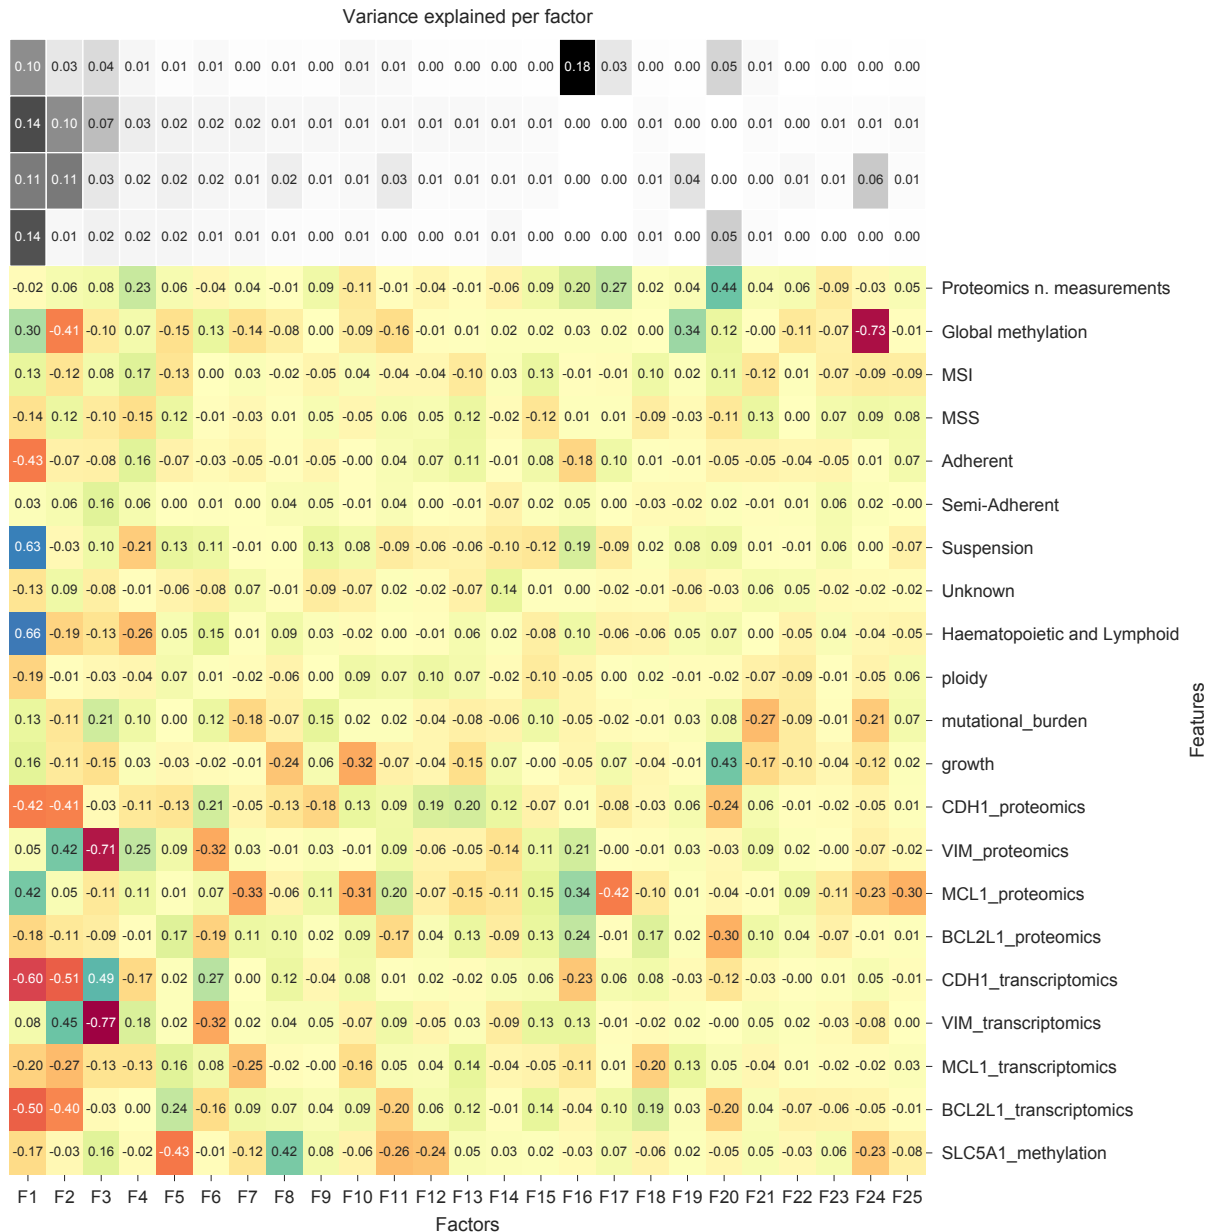 Variance explained per factor
0.10 0.03 0.04 0.01 0.01 0.01 0.00 0.01 0.00 0.01 0.01 0.00 0.00 0.00 0.00 0.18 0.03 0.00 0.00 0.05 0.01 0.00 0.00 0.00 0.00
0.14 0.10 0.07 0.03 0.02 0.02 0.02 0.01 0.01 0.01 0.01 0.01 0.01 0.01 0.01 0.00 0.00 0.01 0.00 0.00 0.01 0.00 0.01 0.01 0.01
0.11 0.11 0.03 0.02 0.02 0.02 0.01 0.02 0.01 0.01 0.03 0.01 0.01 0.01 0.01 0.00 0.00 0.01 0.04 0.00 0.00 0.01 0.01 0.06 0.01
0.14 0.01 0.02 0.02 0.02 0.01 0.01 0.01 0.00 0.01 0.00 0.00 0.00 0.01 0.00 0.00 0.00 0.01 0.00 0.05 0.01 0.00 0.00 0.00 0.00
-0.02 0.06 0.08 0.23 0.06 -0.04 0.04 -0.01 0.09 -0.11 -0.01 -0.04 -0.01 -0.06 0.09 0.20 0.27 0.02 0.04 0.44 0.04 0.06 -0.09 -0.03 0.05 Proteomics n. measurements
0.30 -0.41 -0.10 0.07 -0.15 0.13 -0.14 -0.08 0.00 -0.09 -0.16 -0.01 0.01 0.02 0.02 0.03 0.02 0.00 0.34 0.12 -0.00 -0.11 -0.07 -0.73 -0.01 Global methylation
0.13 -0.12 0.08 0.17 -0.13 0.00 0.03 -0.02 -0.05 0.04 -0.04 -0.04 -0.10 0.03 0.13 -0.01 -0.01 0.10 0.02 0.11 -0.12 0.01 -0.07 -0.09 -0.09 MSI
-0.14 0.12 -0.10 -0.15 0.12 -0.01 -0.03 0.01 0.05 -0.05 0.06 0.05 0.12 -0.02 -0.12 0.01 0.01 -0.09 -0.03 -0.11 0.13 0.00 0.07 0.09 0.08 MSS
-0.43 -0.07 -0.08 0.16 -0.07 -0.03 -0.05 -0.01 -0.05 -0.00 0.04 0.07 0.11 -0.01 0.08 -0.18 0.10 0.01 -0.01 -0.05 -0.05 -0.04 -0.05 0.01 0.07 Adherent
0.03 0.06 0.16 0.06 0.00 0.01 0.00 0.04 0.05 -0.01 0.04 0.00 -0.01 -0.07 0.02 0.05 0.00 -0.03 -0.02 0.02 -0.01 0.01 0.06 0.02 -0.00 Semi-Adherent
0.63 -0.03 0.10 -0.21 0.13 0.11 -0.01 0.00 0.13 0.08 -0.09 -0.06 -0.06 -0.10 -0.12 0.19 -0.09 0.02 0.08 0.09 0.01 -0.01 0.06 0.00 -0.07 Suspension
-0.13 0.09 -0.08 -0.01 -0.06 -0.08 0.07 -0.01 -0.09 -0.07 0.02 -0.02 -0.07 0.14 0.01 0.00 -0.02 -0.01 -0.06 -0.03 0.06 0.05 -0.02 -0.02 -0.02 Unknown
0.66 -0.19 -0.13 -0.26 0.05 0.15 0.01 0.09 0.03 -0.02 0.00 -0.01 0.06 0.02 -0.08 0.10 -0.06 -0.06 0.05 0.07 0.00 -0.05 0.04 -0.04 -0.05 Haematopoietic and Lymphoid
-0.19 -0.01 -0.03 -0.04 0.07 0.01 -0.02 -0.06 0.00 0.09 0.07 0.10 0.07 -0.02 -0.10 -0.05 0.00 0.02 -0.01 -0.02 -0.07 -0.09 -0.01 -0.05 0.06 ploidy
0.13 -0.11 0.21 0.10 0.00 0.12 -0.18 -0.07 0.15 0.02 0.02 -0.04 -0.08 -0.06 0.10 -0.05 -0.02 -0.01 0.03 0.08 -0.27 -0.09 -0.01 -0.21 0.07 mutational_burden
0.16 -0.11 -0.15 0.03 -0.03 -0.02 -0.01 -0.24 0.06 -0.32 -0.07 -0.04 -0.15 0.07 -0.00 -0.05 0.07 -0.04 -0.01 0.43 -0.17 -0.10 -0.04 -0.12 0.02 growth
-0.42 -0.41 -0.03 -0.11 -0.13 0.21 -0.05 -0.13 -0.18 0.13 0.09 0.19 0.20 0.12 -0.07 0.01 -0.08 -0.03 0.06 -0.24 0.06 -0.01 -0.02 -0.05 0.01 CDH1_proteomics
0.05 0.42 -0.71 0.25 0.09 -0.32 0.03 -0.01 0.03 -0.01 0.09 -0.06 -0.05 -0.14 0.11 0.21 -0.00 -0.01 0.03 -0.03 0.09 0.02 -0.00 -0.07 -0.02 VIM_proteomics
0.42 0.05 -0.11 0.11 0.01 0.07 -0.33 -0.06 0.11 -0.31 0.20 -0.07 -0.15 -0.11 0.15 0.34 -0.42 -0.10 0.01 -0.04 -0.01 0.09 -0.11 -0.23 -0.30 MCL1_proteomics
-0.18 -0.11 -0.09 -0.01 0.17 -0.19 0.11 0.10 0.02 0.09 -0.17 0.04 0.13 -0.09 0.13 0.24 -0.01 0.17 0.02 -0.30 0.10 0.04 -0.07 -0.01 0.01 BCL2L1_proteomics
-0.60 -0.51 0.49 -0.17 0.02 0.27 0.00 0.12 -0.04 0.08 0.01 0.02 -0.02 0.05 0.06 -0.23 0.06 0.08 -0.03 -0.12 -0.03 -0.00 0.01 0.05 -0.01 CDH1_transcriptomics
0.08 0.45 -0.77 0.18 0.02 -0.32 0.02 0.04 0.05 -0.07 0.09 -0.05 0.03 -0.09 0.13 0.13 -0.01 -0.02 0.02 -0.00 0.05 0.02 -0.03 -0.08 0.00 VIM_transcriptomics
-0.20 -0.27 -0.13 -0.13 0.16 0.08 -0.25 -0.02 -0.00 -0.16 0.05 0.04 0.14 -0.04 -0.05 -0.11 0.01 -0.20 0.13 0.05 -0.04 0.01 -0.02 -0.02 0.03 MCL1_transcriptomics
-0.50 -0.40 -0.03 0.00 0.24 -0.16 0.09 0.07 0.04 0.09 -0.20 0.06 0.12 -0.01 0.14 -0.04 0.10 0.19 0.03 -0.20 0.04 -0.07 -0.06 -0.05 -0.01 BCL2L1_transcriptomics
-0.17 -0.03 0.16 -0.02 -0.43 -0.01 -0.12 0.42 0.08 -0.06 -0.26 -0.24 0.05 0.03 0.02 -0.03 0.07 -0.06 0.02 -0.05 0.05 -0.03 0.06 -0.23 -0.08 SLC5A1_methylation
F1 F2 F3 F4 F5 F6 F7 F8 F9 F10 F11 F12 F13 F14 F15 F16 F17 F18 F19 F20 F21 F22 F23 F24 F25
Factors
Features